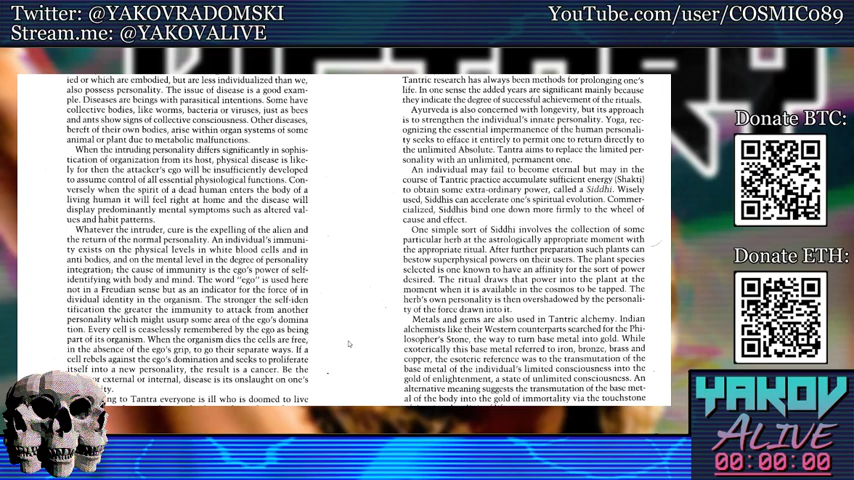 Twitter: @YAKOVRADOMSKI
Stream.me: @YAKOVALIVE
YouTube.com/user/COSMIC089
ied or which are embodied, but are less individualized than we,
also possess personality. The issue of disease is a good exam-
ple. Diseases are beings with parasitical intentions. Some have
collective bodies, like worms, bacteria or viruses, just as bees
and ants show signs of collective consciousness. Other diseases,
bereft of their own bodies, arise within organ systems of some
animal or plant due to metabolic malfunctions.
When the intruding personality differs significantly in sophis-
tication of organization from its host, physical disease is like-
ly for then the attacker's ego will be insufficiently developed
to assume control of all essential physiological functions. Con-
versely when the spirit of a dead human enters the body of a
living human it will feel right at home and the disease will
display predominantly mental symptoms such as altered val-
ues and habit patterns.
Whatever the intruder, cure is the expelling of the alien and
the return of the normal personality. An individual's immuni-
ty exists on the physical levels in white blood cells and in
anti bodies, and on the mental level in the degree of personality
integration; the cause of immunity is the ego's power of self-
identifying with body and mind. The word "ego" is used here
not in a Freudian sense but as an indicator for the force of in
dividual identity in the organism. The stronger the self-iden
tification the greater the immunity to attack from another
personality which might usurp some area of the ego's domina
tion. Every cell is ceaselessly remembered by the ego as being
part of its organism. When the organism dies the cells are free,
in the absence of the ego's grip, to go their separate ways. If a
cell rebels against the ego's domination and seeks to proliferate
itself into a new personality, the result is a cancer. Be the
or external or internal, disease is its onslaught on one's
ity.
ng to Tantra everyone is ill who is doomed to live
Tantric research has always been methods for prolonging one's
life. In one sense the added years are significant mainly because
they indicate the degree of successful achievement of the rituals.
Ayurveda is also concerned with longevity, but its approach
is to strengthen the individual's innate personality. Yoga, rec-
ognizing the essential impermanence of the human personali-
ty seeks to efface it entirely to permit one to return directly to
the unlimited Absolute. Tantra aims to replace the limited per-
sonality with an unlimited, permanent one.
An individual may fail to become eternal but may in the
course of Tantric practice accumulate sufficient energy (Shakti)
to obtain some extra-ordinary power, called a Siddhi. Wisely
used, Siddhis can accelerate one's spiritual evolution. Commer-
cialized, Siddhis bind one down more firmly to the wheel of
cause and effect.
One simple sort of Siddhi involves the collection of some
particular herb at the astrologically appropriate moment with
the appropriate ritual. After further preparation such plants can
bestow superphysical powers on their users. The plant species
selected is one known to have an affinity for the sort of power
desired. The ritual draws that power into the plant at the
moment when it is available in the cosmos to be tapped. The
herb's own personality is then overshadowed by the personali-
ty of the force drawn into it.
Metals and gems are also used in Tantric alchemy. Indian
alchemists like their Western counterparts searched for the Phi-
losopher's Stone, the way to turn base metal into gold. While
exoterically this base metal referred to iron, bronze, brass and
copper, the esoteric reference was to the transmutation of the
base metal of the individual's limited consciousness into the
gold of enlightenment, a state of unlimited consciousness. An
alternative meaning suggests the transmutation of the base met-
al of the body into the gold of immortality via the touchstone
Donate BTC:
Donate ETH:
YAKOV
ALIVE
00:00:00